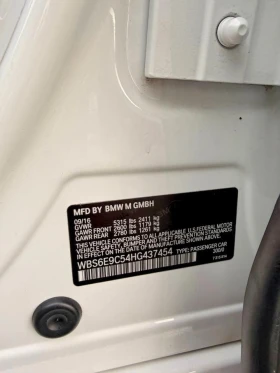 MFD BY BMW M GMBH
09/16
GVWR 5315 lbs 2411 kg
GAWR FRONT 2600 lbs 1179 kg
GAWR REAR 2780 lbs 1261 kg
THIS VEHICLE CONFORMS TO ALL APPLICABLE U.S. FEDERAL MOTOR
VEHICLE SAFETY, BUMPER, AND THEFT PREVENTION STANDARDS
IN EFFECT ON THE DATE OF MANUFACTURE SHOWN ABOVE.
WBS6E9C54HG437454 TYPE: PASSENGER CAR